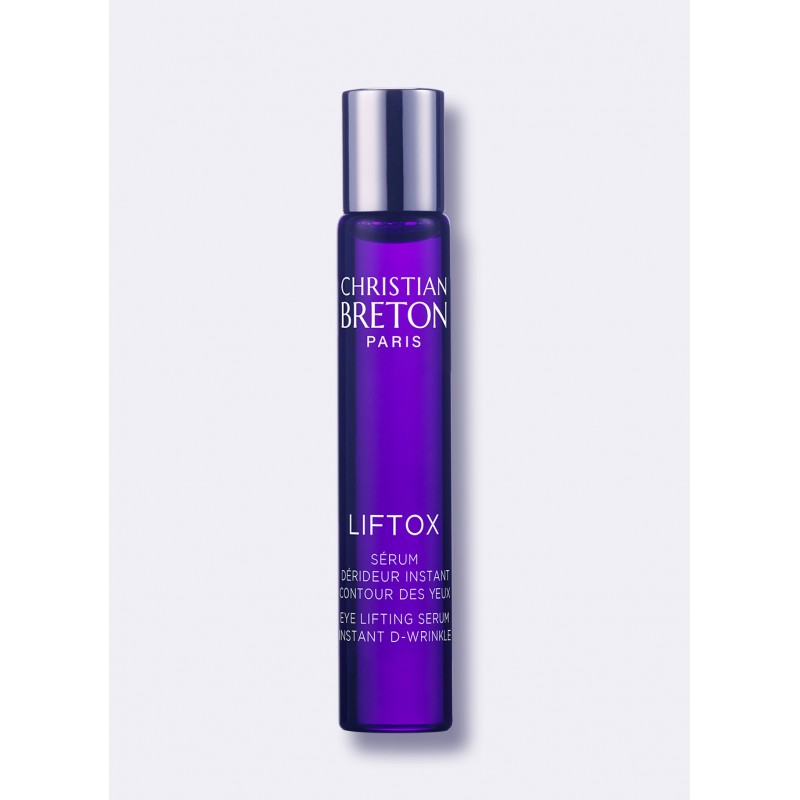 CHRISTIAN
BRETON
PARIS
LIFTOX
SÉRUM
DÉRIDEUR INSTANT
CONTOUR DES YEUX
EYE LIFTING SERUM
INSTANT D-WRINKLE